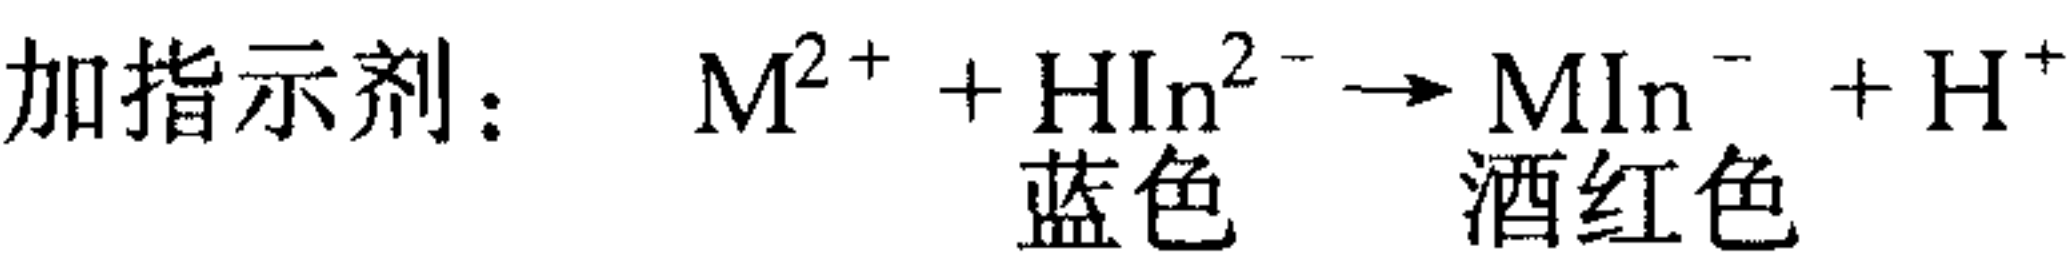 加指示剂： M²⁺ + HIn²⁻ → MIn⁻ + H⁺
蓝色 酒红色